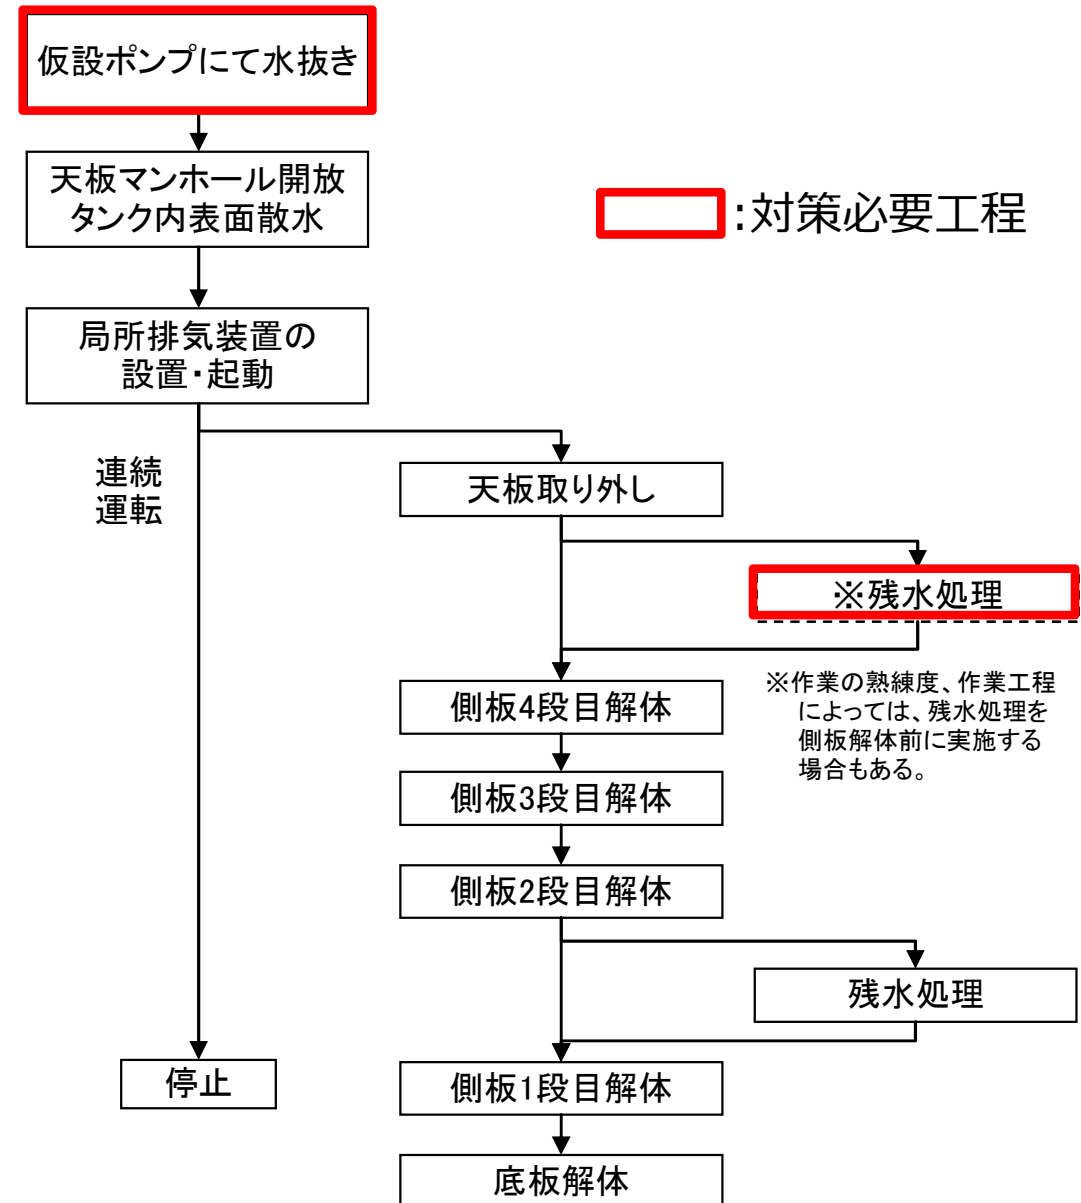 仮設ポンプにて水抜き
天板マンホール開放
タンク内表面散水
:対策必要工程
局所排気装置の
設置・起動
連続
運転
天板取り外し
※残水処理
※作業の熟練度、作業工程
によっては、残水処理を
側板解体前に実施する
場合もある。
側板4段目解体
側板3段目解体
側板2段目解体
残水処理
停止
側板1段目解体
底板解体